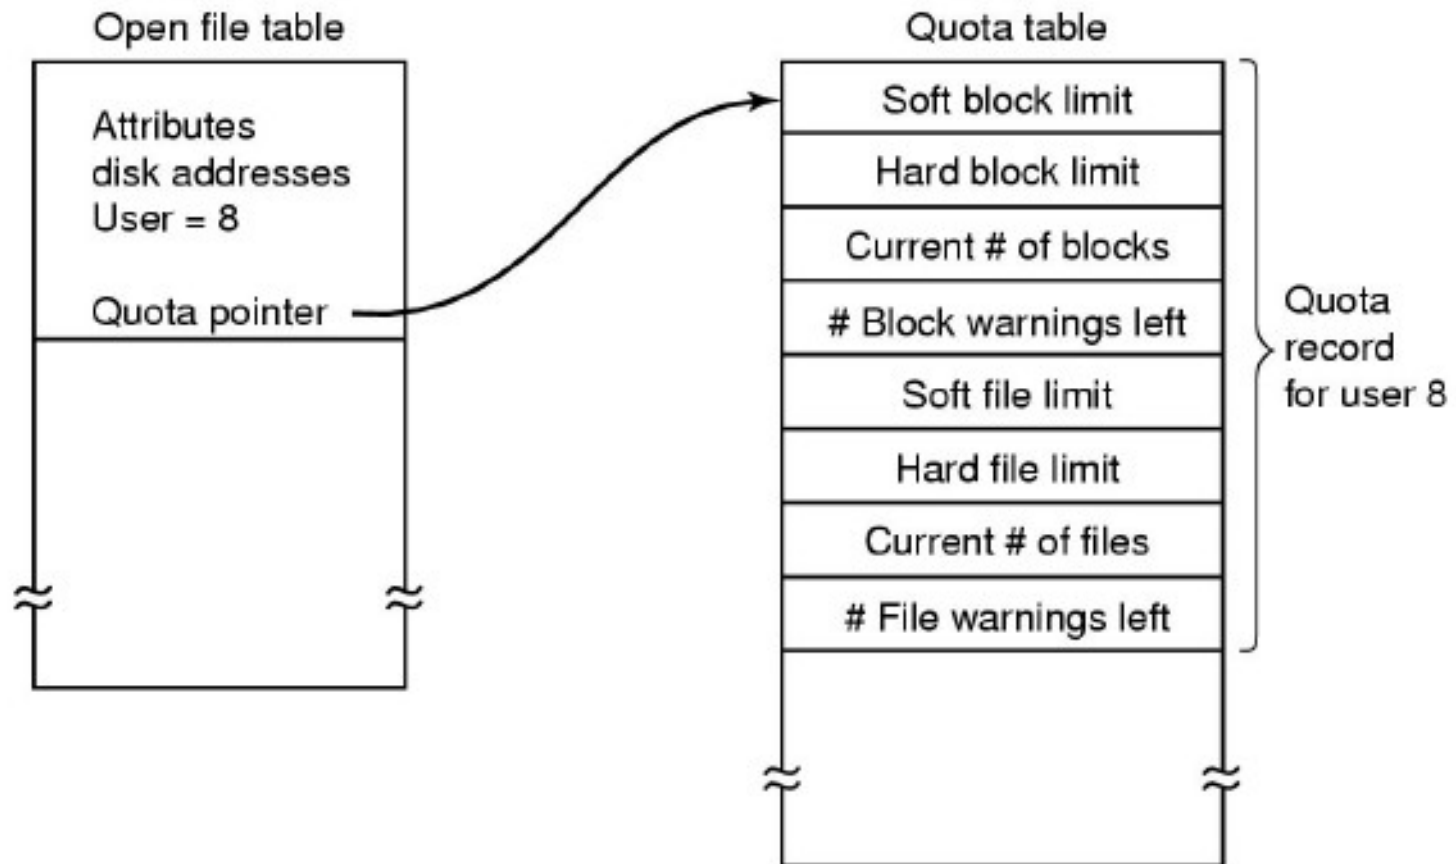 Open file table
Attributes
disk addresses
User = 8
Quota pointer
Quota table
Soft block limit
Hard block limit
Current # of blocks
# Block warnings left
Soft file limit
Hard file limit
Current # of files
# File warnings left
Quota
record
for user 8